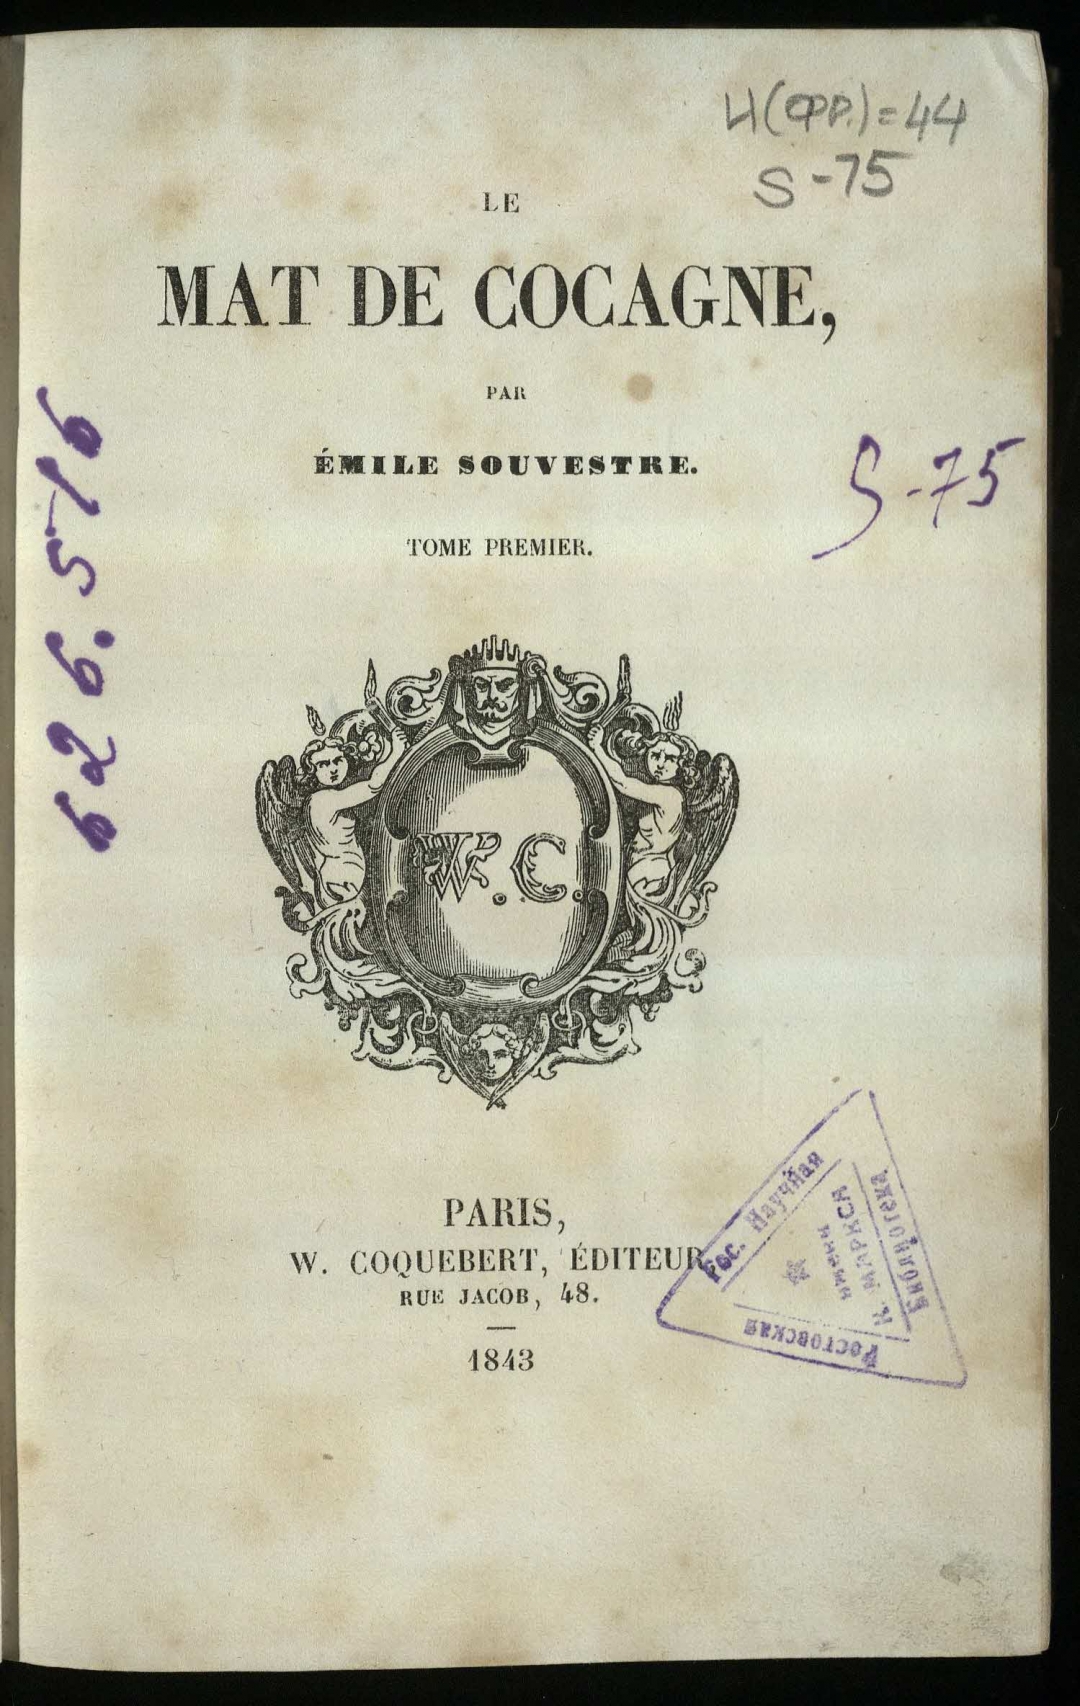 И(ФР.)=44
S-75
LE
MAT DE COCAGNE,
PAR
ÉMILE SOUVESTRE.
S-75
TOME PREMIER.
626.516
W.C.
PARIS,
W. COQUEBERT, ÉDITEUR
RUE JACOB, 48.
1843
Ростовская
Гос. Научная
Библиотека
имени
К. МАРКСА